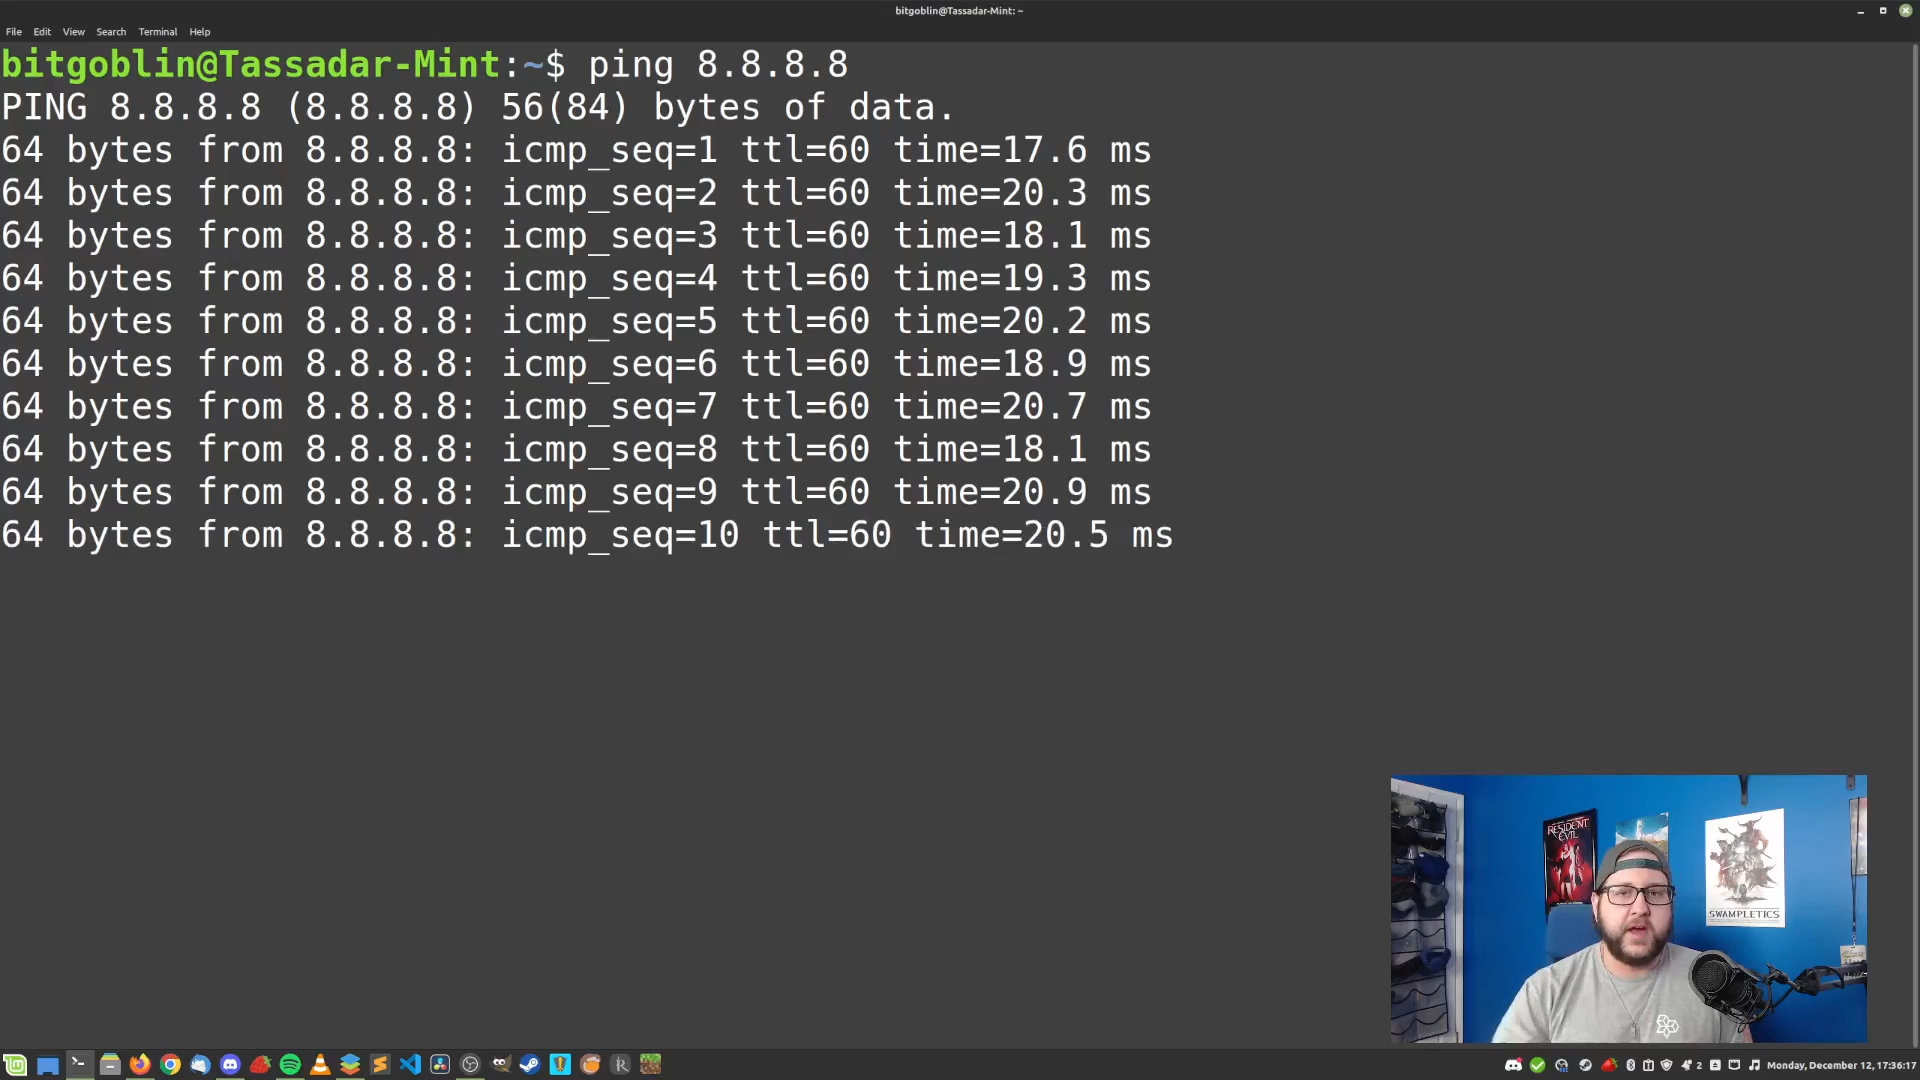 bitgoblin@Tassadar-Mint: ~
File Edit View Search Terminal Help
bitgoblin@Tassadar-Mint:~$ ping 8.8.8.8
PING 8.8.8.8 (8.8.8.8) 56(84) bytes of data.
64 bytes from 8.8.8.8: icmp_seq=1 ttl=60 time=17.6 ms
64 bytes from 8.8.8.8: icmp_seq=2 ttl=60 time=20.3 ms
64 bytes from 8.8.8.8: icmp_seq=3 ttl=60 time=18.1 ms
64 bytes from 8.8.8.8: icmp_seq=4 ttl=60 time=19.3 ms
64 bytes from 8.8.8.8: icmp_seq=5 ttl=60 time=20.2 ms
64 bytes from 8.8.8.8: icmp_seq=6 ttl=60 time=18.9 ms
64 bytes from 8.8.8.8: icmp_seq=7 ttl=60 time=20.7 ms
64 bytes from 8.8.8.8: icmp_seq=8 ttl=60 time=18.1 ms
64 bytes from 8.8.8.8: icmp_seq=9 ttl=60 time=20.9 ms
64 bytes from 8.8.8.8: icmp_seq=10 ttl=60 time=20.5 ms
RESIDENT
EVIL
SWAMPLETICS
2
Monday, December 12, 17:36:17